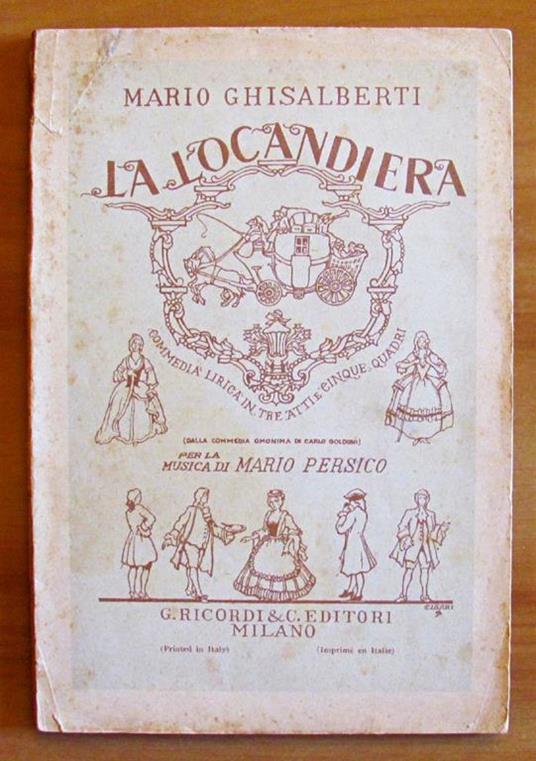 MARIO GHISALBERTI
LA LOCANDIERA
COMMEDIA LIRICA IN TRE ATTI E CINQUE QUADRI
(DALLA COMMEDIA OMONIMA DI CARLO GOLDONI)
PER LA
MUSICA DI MARIO PERSICO
CISARI
G. RICORDI & C. EDITORI
MILANO
(Printed in Italy) (Imprimé en Italie)